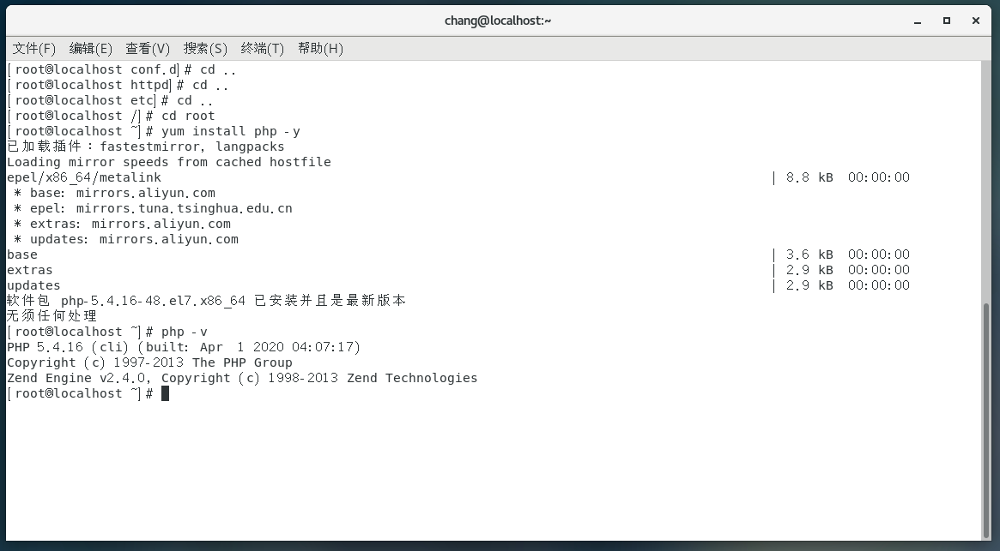 chang@localhost:~
文件(F) 编辑(E) 查看(V) 搜索(S) 终端(T) 帮助(H)
[root@localhost conf.d]# cd ..
[root@localhost httpd]# cd ..
[root@localhost etc]# cd ..
[root@localhost /]# cd root
[root@localhost ~]# yum install php -y
已加载插件：fastestmirror, langpacks
Loading mirror speeds from cached hostfile
epel/x86_64/metalink | 8.8 kB 00:00:00
* base: mirrors.aliyun.com
* epel: mirrors.tuna.tsinghua.edu.cn
* extras: mirrors.aliyun.com
* updates: mirrors.aliyun.com
base | 3.6 kB 00:00:00
extras | 2.9 kB 00:00:00
updates | 2.9 kB 00:00:00
软件包 php-5.4.16-48.el7.x86_64 已安装并且是最新版本
无须任何处理
[root@localhost ~]# php -v
PHP 5.4.16 (cli) (built: Apr  1 2020 04:07:17)
Copyright (c) 1997-2013 The PHP Group
Zend Engine v2.4.0, Copyright (c) 1998-2013 Zend Technologies
[root@localhost ~]#